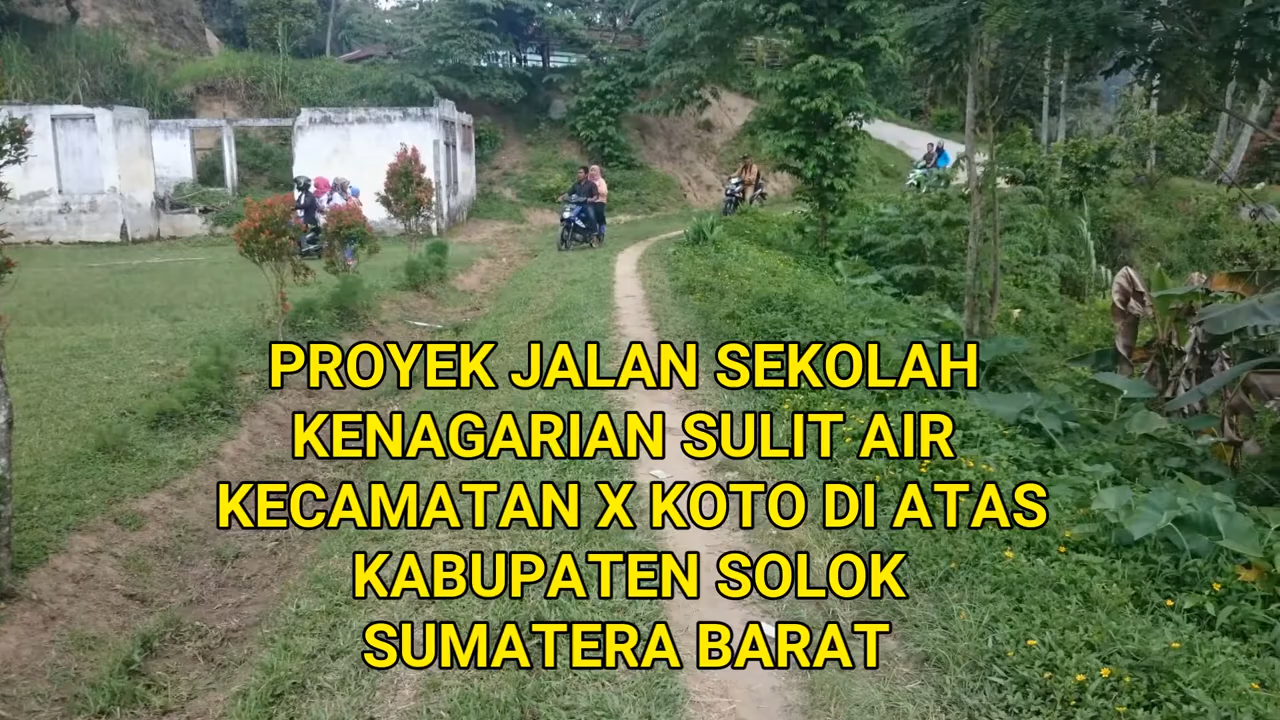 PROYEK JALAN SEKOLAH
KENAGARIAN SULIT AIR
KECAMATAN X KOTO DI ATAS
KABUPATEN SOLOK
SUMATERA BARAT